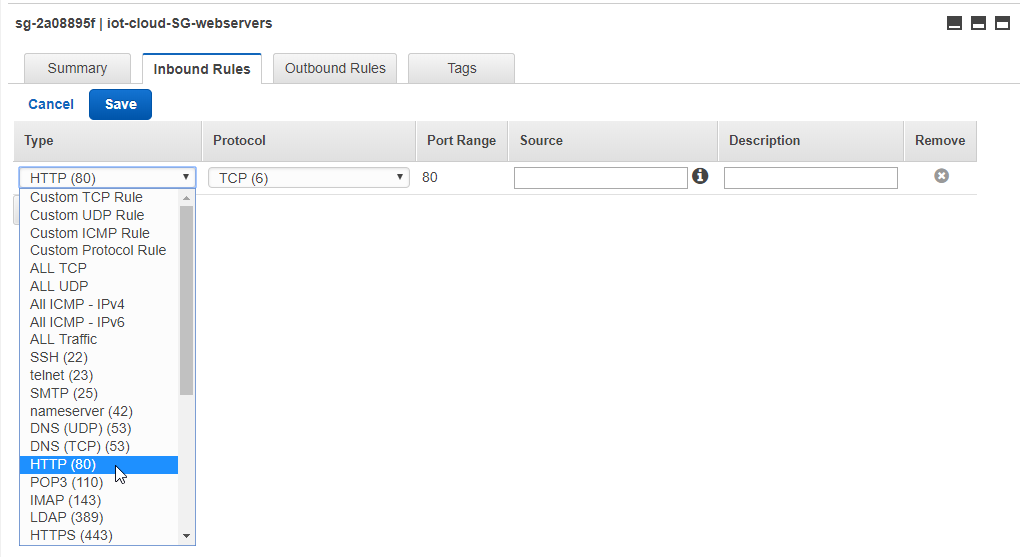 sg-2a08895f | iot-cloud-SG-webservers
Summary Inbound Rules Outbound Rules Tags
Cancel Save
Type Protocol Port Range Source Description Remove
HTTP (80) TCP (6) 80
Custom TCP Rule
Custom UDP Rule
Custom ICMP Rule
Custom Protocol Rule
ALL TCP
ALL UDP
All ICMP - IPv4
All ICMP - IPv6
ALL Traffic
SSH (22)
telnet (23)
SMTP (25)
nameserver (42)
DNS (UDP) (53)
DNS (TCP) (53)
HTTP (80)
POP3 (110)
IMAP (143)
LDAP (389)
HTTPS (443)